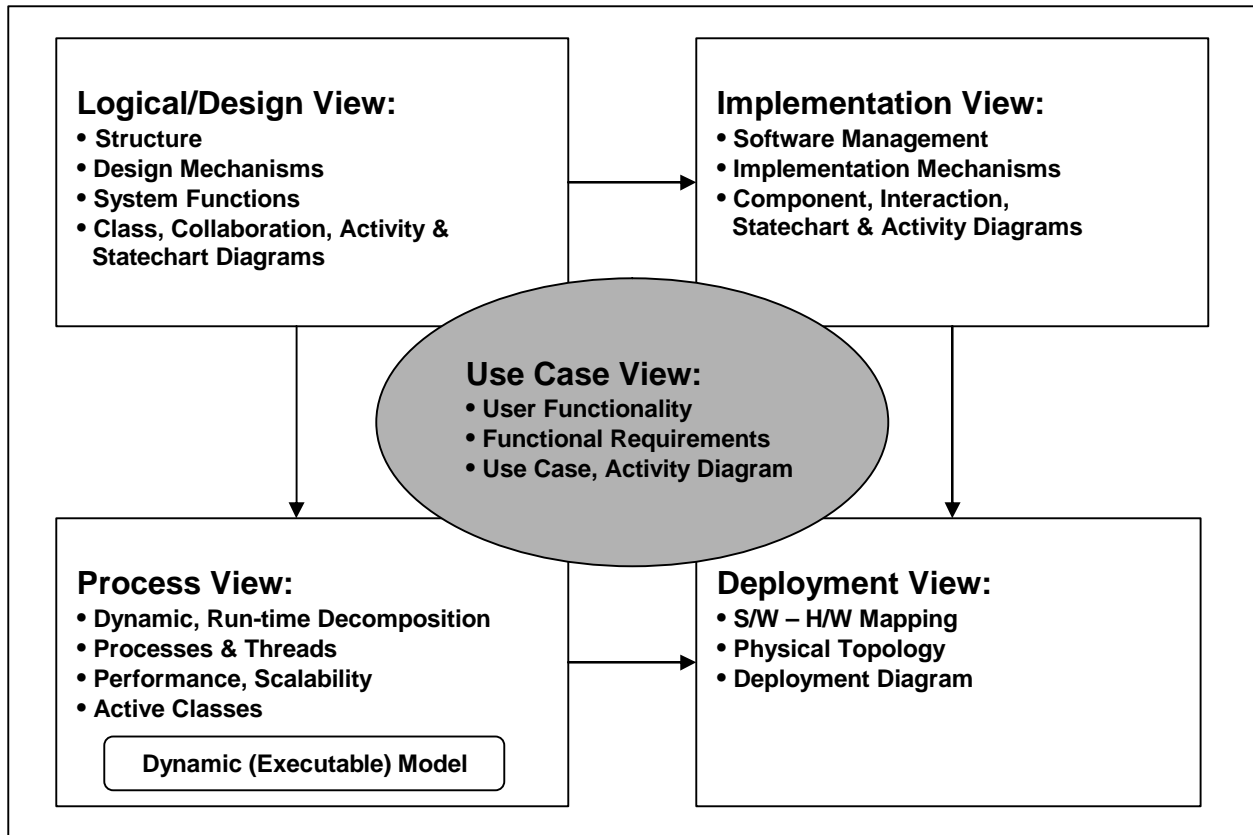 Logical/Design View:
• Structure
• Design Mechanisms
• System Functions
• Class, Collaboration, Activity &
Statechart Diagrams
Implementation View:
• Software Management
• Implementation Mechanisms
• Component, Interaction,
Statechart & Activity Diagrams
Use Case View:
• User Functionality
• Functional Requirements
• Use Case, Activity Diagram
Process View:
• Dynamic, Run-time Decomposition
• Processes & Threads
• Performance, Scalability
• Active Classes
Dynamic (Executable) Model
Deployment View:
• S/W – H/W Mapping
• Physical Topology
• Deployment Diagram